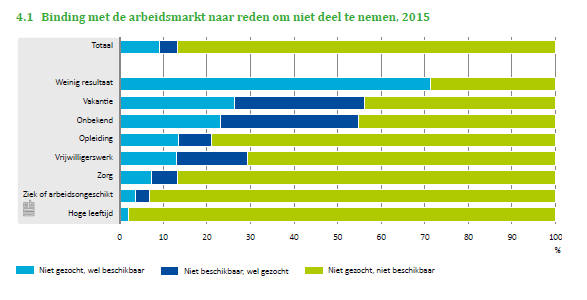 4.1 Binding met de arbeidsmarkt naar reden om niet deel te nemen, 2015
Totaal
Weinig resultaat
Vakantie
Onbekend
Opleiding
Vrijwilligerswerk
Zorg
Ziek of arbeidsongeschikt
Hoge leeftijd
0 10 20 30 40 50 60 70 80 90 100
%
Niet gezocht, wel beschikbaar Niet beschikbaar, wel gezocht Niet gezocht, niet beschikbaar